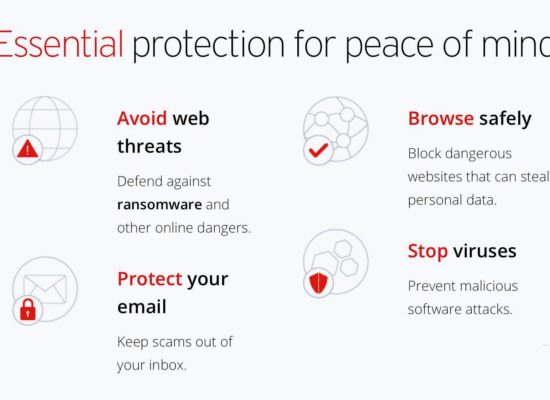 Essential protection for peace of mind
Avoid web
threats
Defend against
ransomware and
other online dangers.
Protect your
email
Keep scams out of
your inbox.
Browse safely
Block dangerous
websites that can steal
personal data.
Stop viruses
Prevent malicious
software attacks.